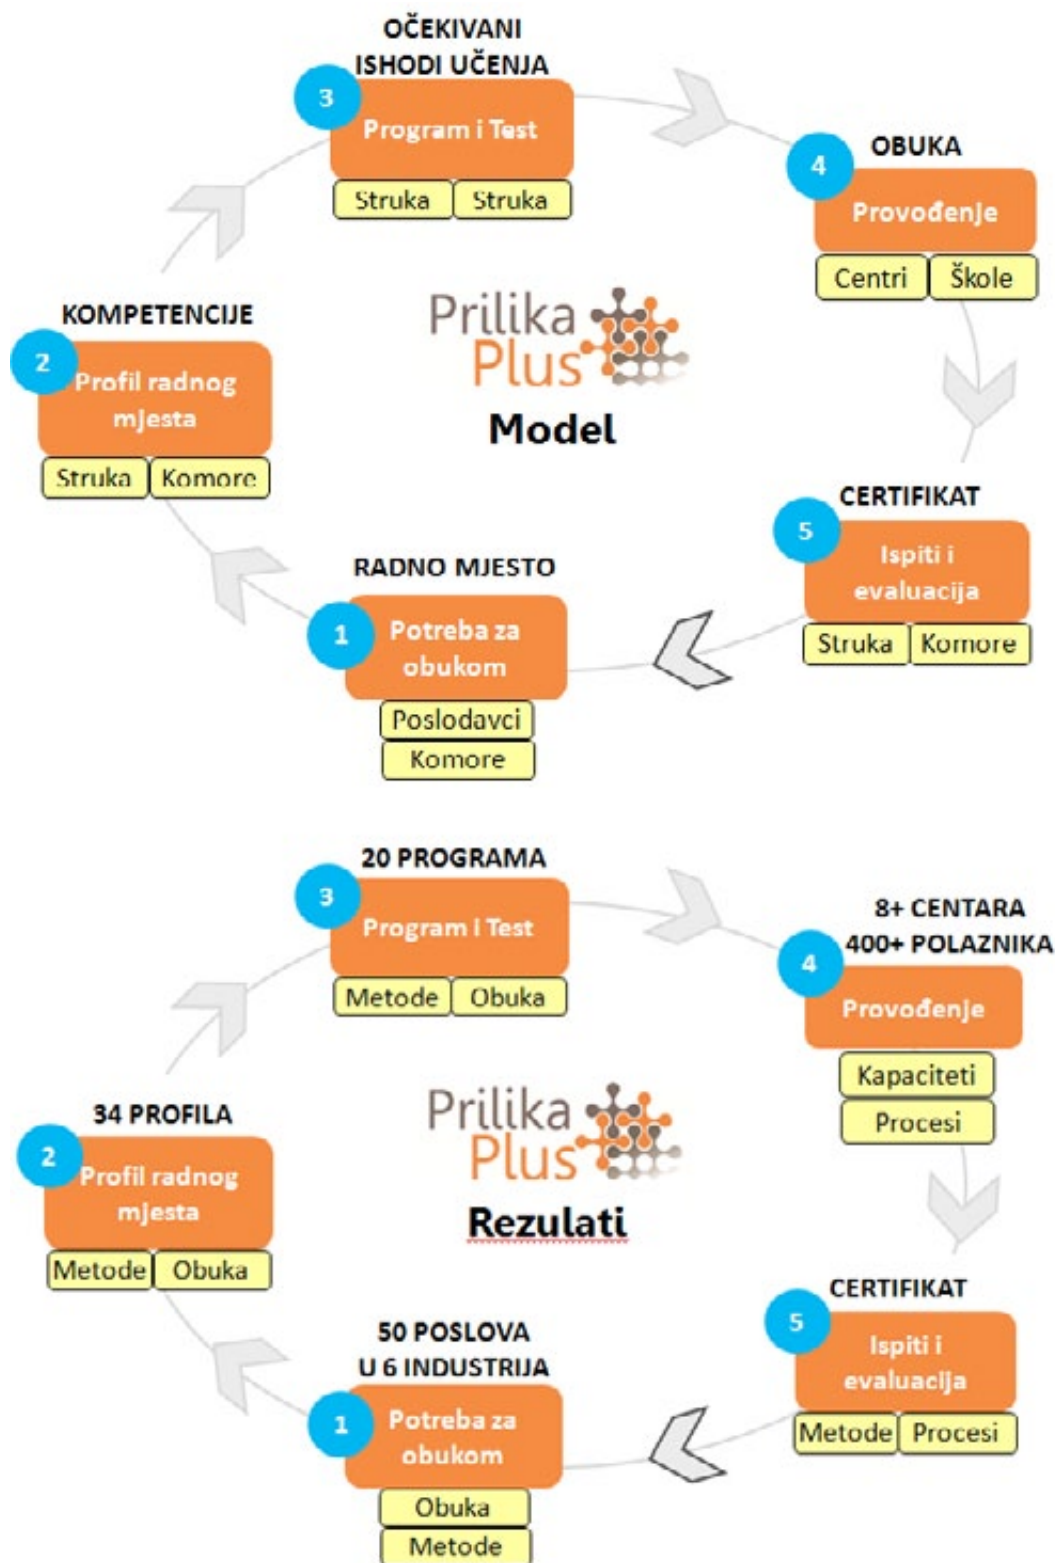 OČEKIVANI
ISHODI UČENJA
3
Program i Test
Struka Struka
OBUKA
4
Provođenje
Centri Škole
KOMPETENCIJE
2
Profil radnog
mjesta
Struka Komore
Prilika
Plus
Model
CERTIFIKAT
5
Ispiti i
evaluacija
Struka Komore
RADNO MJESTO
1
Potreba za
obukom
Poslodavci
Komore
20 PROGRAMA
3
Program i Test
Metode Obuka
8+ CENTARA
400+ POLAZNIKA
4
Provođenje
Kapaciteti
Procesi
34 PROFILA
2
Profil radnog
mjesta
Metode Obuka
Prilika
Plus
Rezulati
CERTIFIKAT
5
Ispiti i
evaluacija
Metode Procesi
50 POSLOVA
U 6 INDUSTRIJA
1
Potreba za
obukom
Obuka
Metode